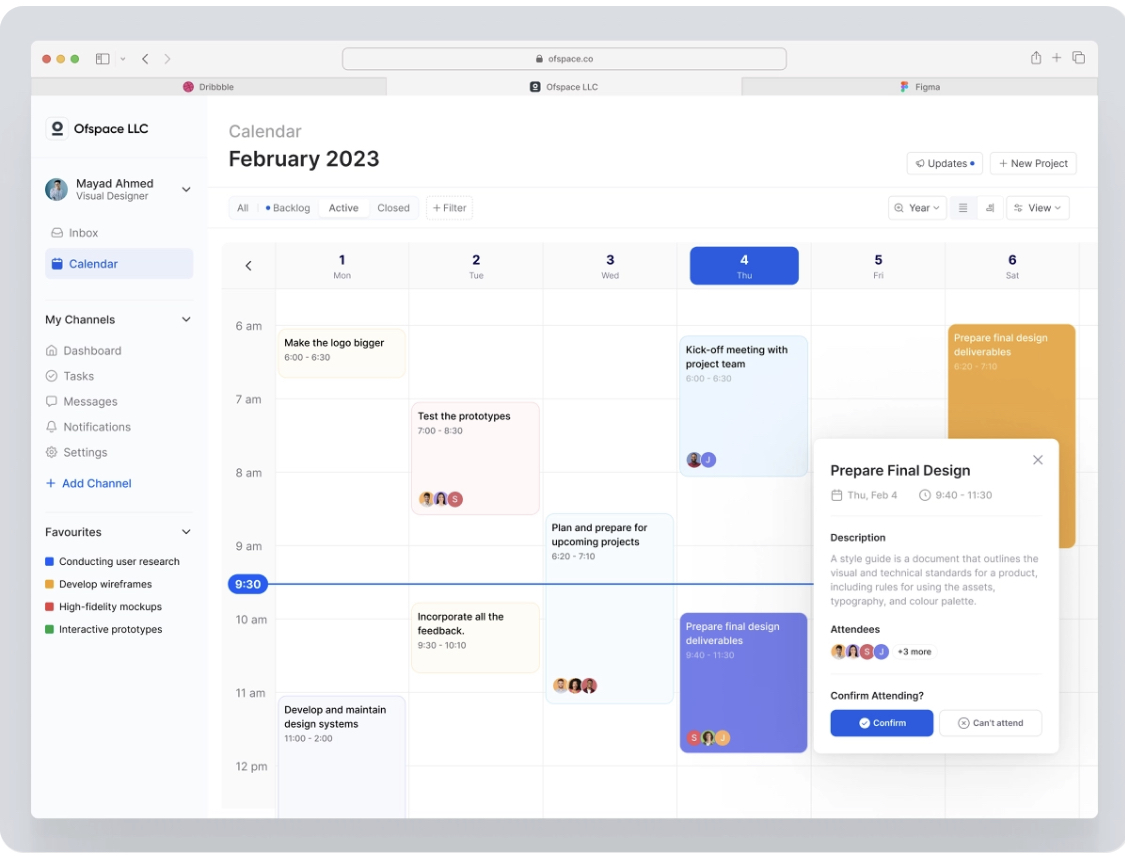 ofspace.co
Dribbble
Ofspace LLC
Figma
Ofspace LLC
Mayad Ahmed
Visual Designer
Inbox
Calendar
My Channels
Dashboard
Tasks
Messages
Notifications
Settings
+ Add Channel
Favourites
Conducting user research
Develop wireframes
High-fidelity mockups
Interactive prototypes
Calendar
February 2023
Updates
+ New Project
All
Backlog
Active
Closed
+ Filter
Year
View
1
Mon
2
Tue
3
Wed
4
Thu
5
Fri
6
Sat
6 am
7 am
8 am
9 am
9:30
10 am
11 am
12 pm
Make the logo bigger
6:00 - 6:30
Develop and maintain
design systems
11:00 - 2:00
Test the prototypes
7:00 - 8:30
S
Incorporate all the
feedback.
9:30 - 10:10
Plan and prepare for
upcoming projects
6:20 - 7:10
Kick-off meeting with
project team
6:00 - 6:30
J
Prepare final design
deliverables
9:40 - 11:30
S
J
Prepare final design
deliverables
6:20 - 7:10
Prepare Final Design
Thu, Feb 4
9:40 - 11:30
Description
A style guide is a document that outlines the
visual and technical standards for a product,
including rules for using the assets,
typography, and colour palette.
Attendees
S
J
+3 more
Confirm Attending?
Confirm
Can't attend